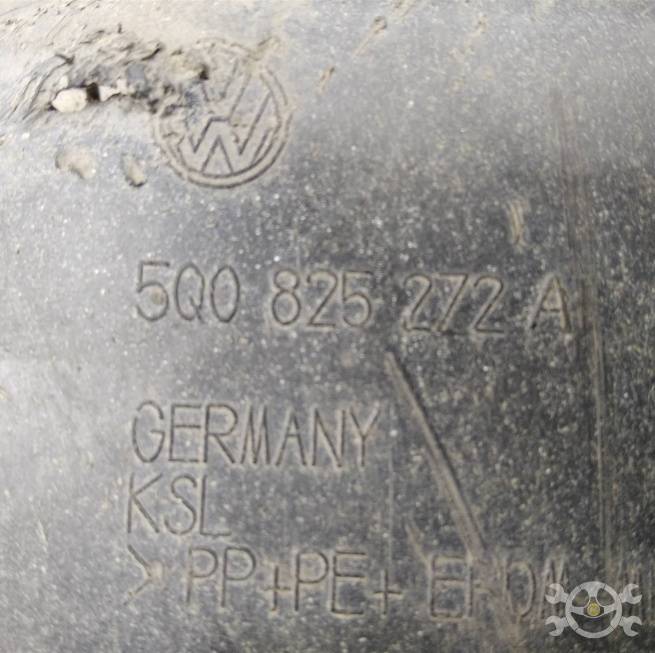 5Q0 825 272 A
GERMANY
KSL
>PP+PE+